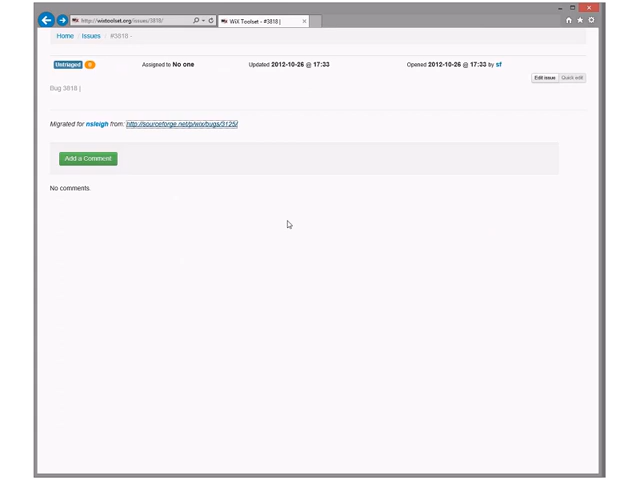 http://wixtoolset.org/issues/3818/
WiX Toolset - #3818 |
Home / Issues / #3818 -
Untriaged 0 Assigned to No one Updated 2012-10-26 @ 17:33 Opened 2012-10-26 @ 17:33 by sf
Edit issue Quick edit
Bug 3818 |
Migrated for nsleigh from: http://sourceforge.net/p/wix/bugs/3125/
Add a Comment
No comments.